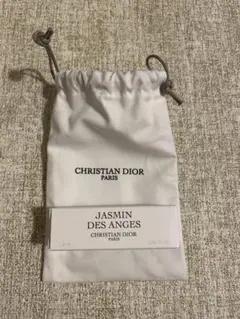 CHRISTIAN DIOR
PARIS
JASMIN
DES ANGES
CHRISTIAN DIOR
PARIS